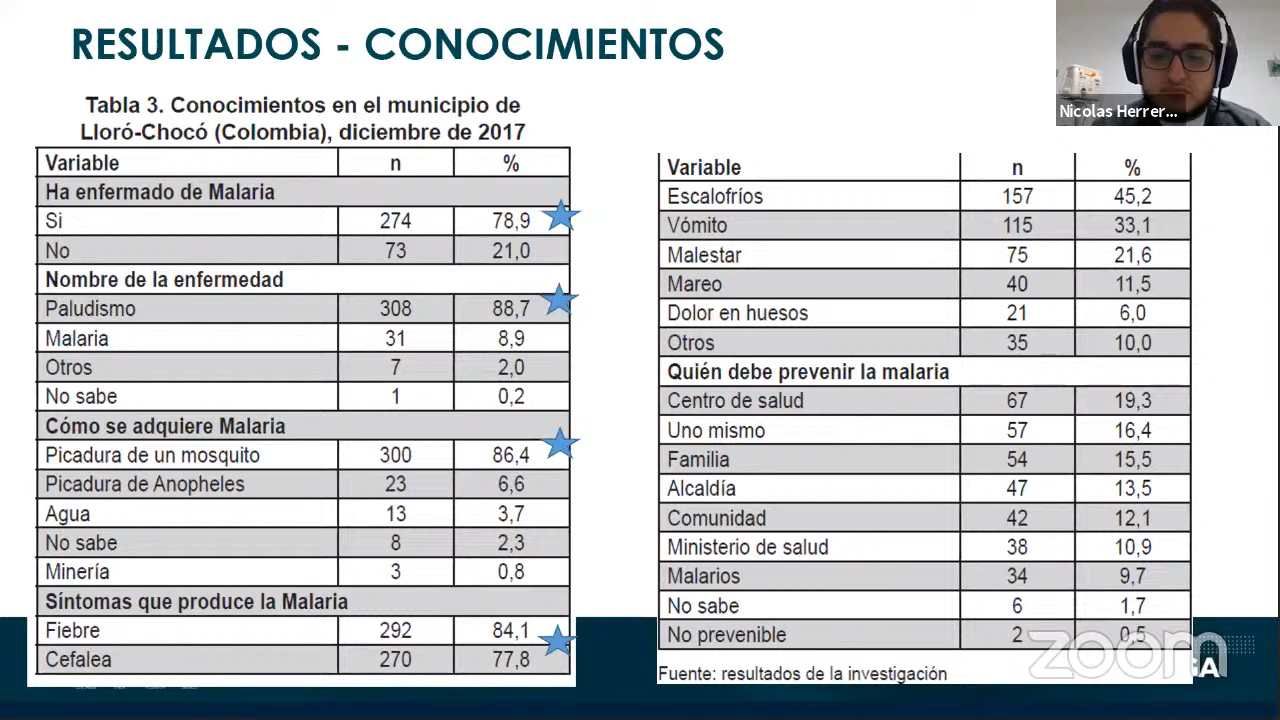 RESULTADOS - CONOCIMIENTOS
Nicolas Herrer...
Tabla 3. Conocimientos en el municipio de
Lloró-Chocó (Colombia), diciembre de 2017
Variable n %
Ha enfermado de Malaria
Si 274 78,9
No 73 21,0
Nombre de la enfermedad
Paludismo 308 88,7
Malaria 31 8,9
Otros 7 2,0
No sabe 1 0,2
Cómo se adquiere Malaria
Picadura de un mosquito 300 86,4
Picadura de Anopheles 23 6,6
Agua 13 3,7
No sabe 8 2,3
Minería 3 0,8
Síntomas que produce la Malaria
Fiebre 292 84,1
Cefalea 270 77,8
Variable n %
Escalofríos 157 45,2
Vómito 115 33,1
Malestar 75 21,6
Mareo 40 11,5
Dolor en huesos 21 6,0
Otros 35 10,0
Quién debe prevenir la malaria
Centro de salud 67 19,3
Uno mismo 57 16,4
Familia 54 15,5
Alcaldía 47 13,5
Comunidad 42 12,1
Ministerio de salud 38 10,9
Malarios 34 9,7
No sabe 6 1,7
No prevenible 2 0,5
Fuente: resultados de la investigación
zoom